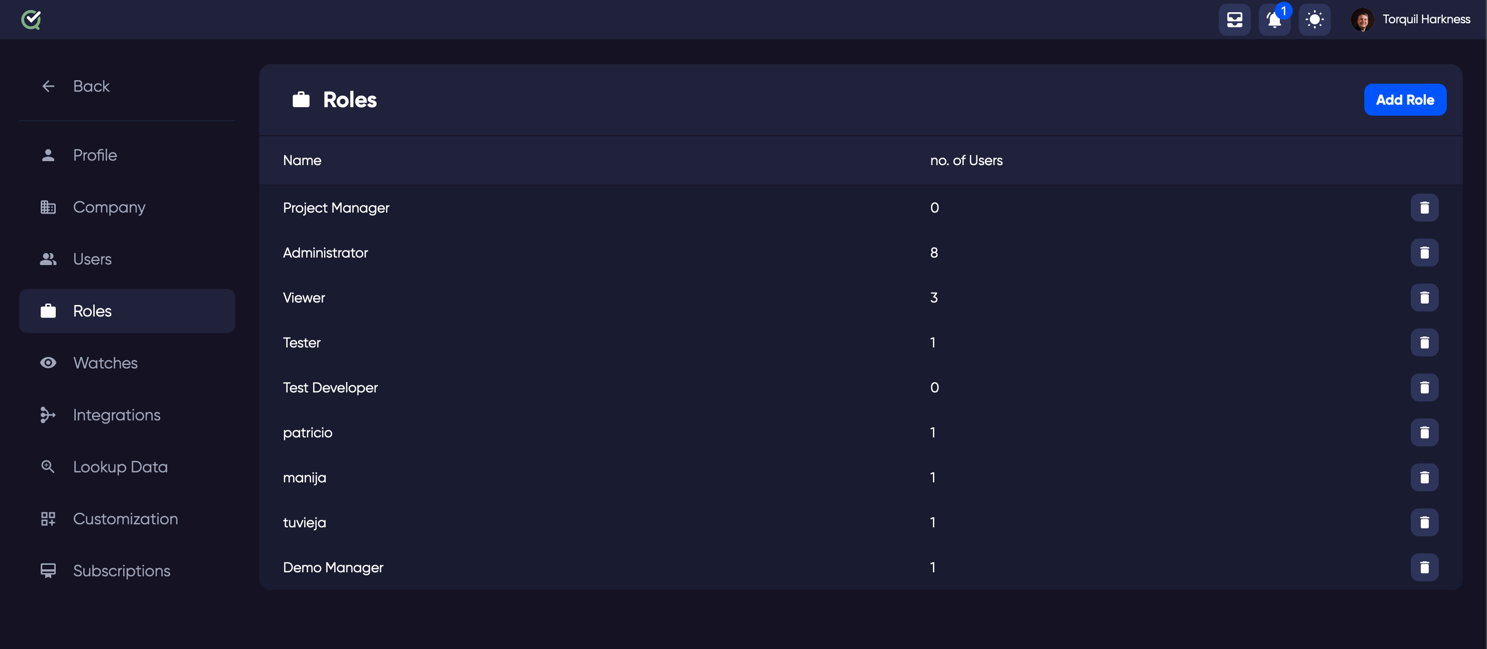 1
Torquil Harkness
Back
Profile
Company
Users
Roles
Watches
Integrations
Lookup Data
Customization
Subscriptions
Roles
Add Role
Name no. of Users
Project Manager 0
Administrator 8
Viewer 3
Tester 1
Test Developer 0
patricio 1
manija 1
tuvieja 1
Demo Manager 1